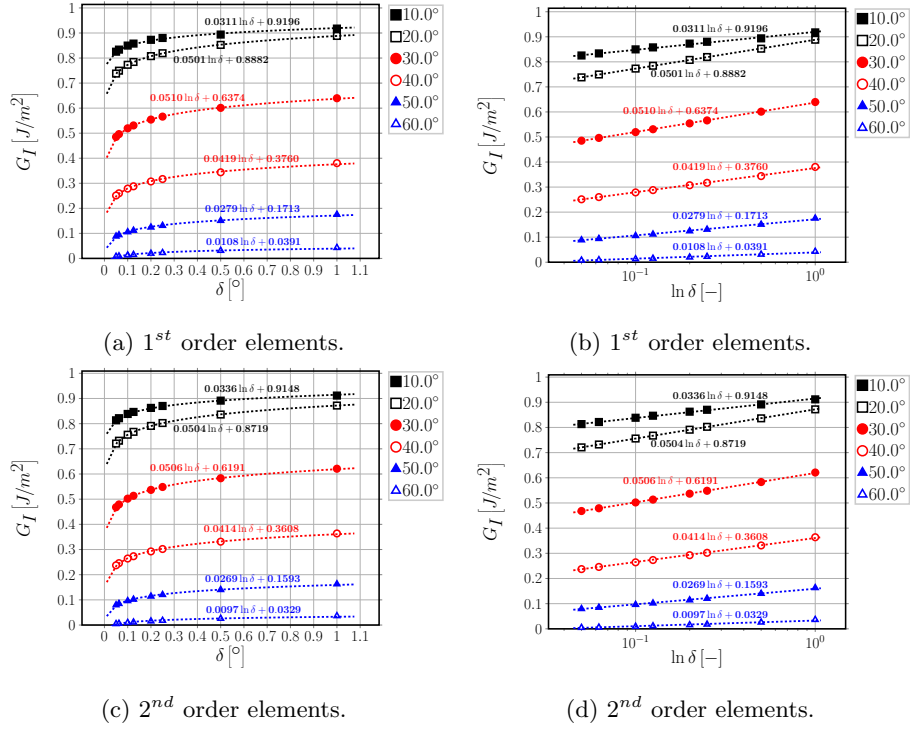 1
0.9
0.8
0.7
0.6
0.5
0.4
0.3
0.2
0.1
0
G_I [J/m²]
0.0311 ln δ + 0.9196
0.0501 ln δ + 0.8882
0.0510 ln δ + 0.6374
0.0419 ln δ + 0.3760
0.0279 ln δ + 0.1713
0.0108 ln δ + 0.0391
0 0.1 0.2 0.3 0.4 0.5 0.6 0.7 0.8 0.9 1 1.1
δ [°]
10.0°
20.0°
30.0°
40.0°
50.0°
60.0°
(a) 1st order elements.
1
0.9
0.8
0.7
0.6
0.5
0.4
0.3
0.2
0.1
0
G_I [J/m²]
0.0311 ln δ + 0.9196
0.0501 ln δ + 0.8882
0.0510 ln δ + 0.6374
0.0419 ln δ + 0.3760
0.0279 ln δ + 0.1713
0.0108 ln δ + 0.0391
10⁻¹ 10⁰
ln δ [−]
10.0°
20.0°
30.0°
40.0°
50.0°
60.0°
(b) 1st order elements.
1
0.9
0.8
0.7
0.6
0.5
0.4
0.3
0.2
0.1
0
G_I [J/m²]
0.0336 ln δ + 0.9148
0.0504 ln δ + 0.8719
0.0506 ln δ + 0.6191
0.0414 ln δ + 0.3608
0.0269 ln δ + 0.1593
0.0097 ln δ + 0.0329
0 0.1 0.2 0.3 0.4 0.5 0.6 0.7 0.8 0.9 1 1.1
δ [°]
10.0°
20.0°
30.0°
40.0°
50.0°
60.0°
(c) 2nd order elements.
1
0.9
0.8
0.7
0.6
0.5
0.4
0.3
0.2
0.1
0
G_I [J/m²]
0.0336 ln δ + 0.9148
0.0504 ln δ + 0.8719
0.0506 ln δ + 0.6191
0.0414 ln δ + 0.3608
0.0269 ln δ + 0.1593
0.0097 ln δ + 0.0329
10⁻¹ 10⁰
ln δ [−]
10.0°
20.0°
30.0°
40.0°
50.0°
60.0°
(d) 2nd order elements.